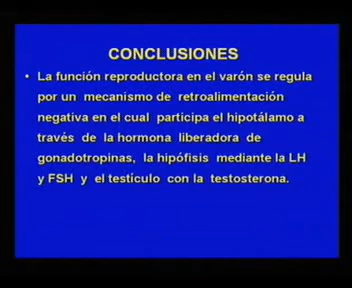 CONCLUSIONES
• La función reproductora en el varón se regula
por un mecanismo de retroalimentación
negativa en el cual participa el hipotálamo a
través de la hormona liberadora de
gonadotropinas, la hipófisis mediante la LH
y FSH y el testículo con la testosterona.